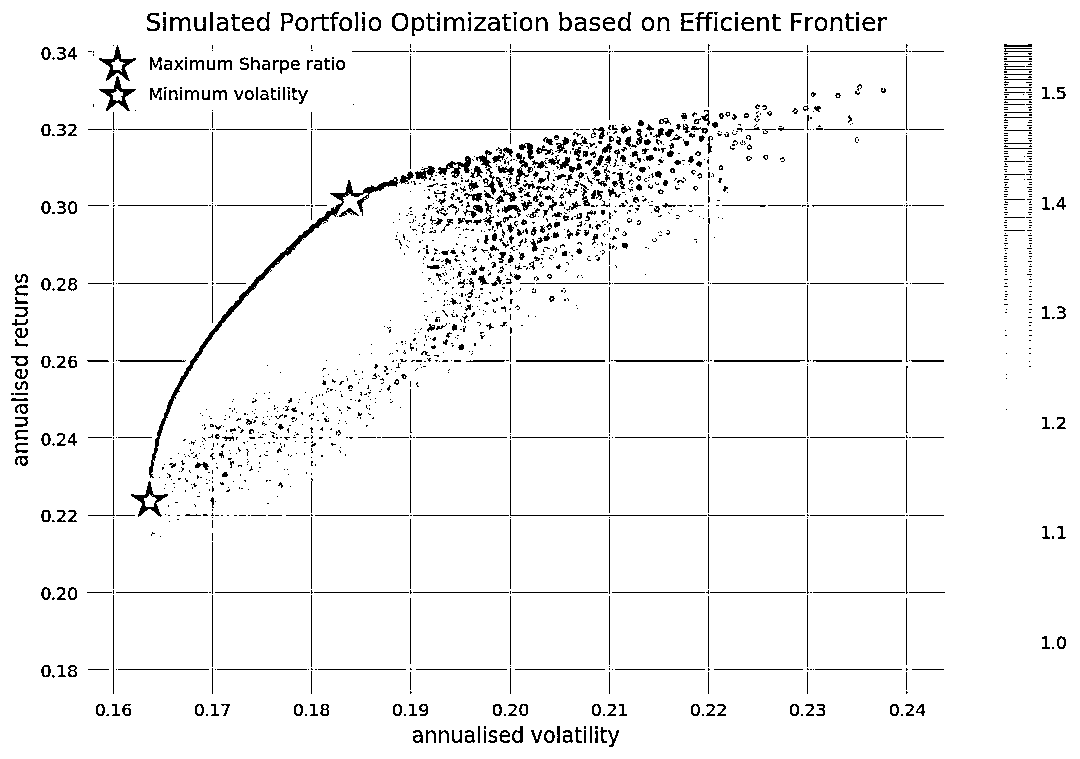 Simulated Portfolio Optimization based on Efficient Frontier
Maximum Sharpe ratio
Minimum volatility
annualised returns
0.34
0.32
0.30
0.28
0.26
0.24
0.22
0.20
0.18
0.16 0.17 0.18 0.19 0.20 0.21 0.22 0.23 0.24
annualised volatility
1.5
1.4
1.3
1.2
1.1
1.0